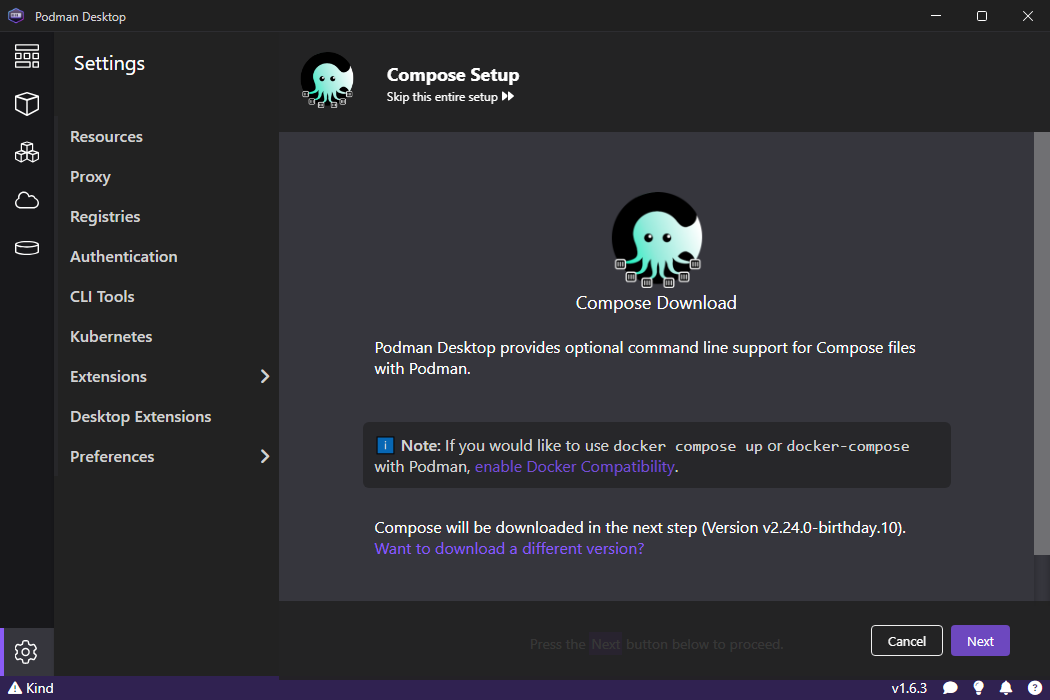 Podman Desktop
Settings
Resources
Proxy
Registries
Authentication
CLI Tools
Kubernetes
Extensions
Desktop Extensions
Preferences
Compose Setup
Skip this entire setup
Compose Download
Podman Desktop provides optional command line support for Compose files
with Podman.
i Note: If you would like to use docker compose up or docker-compose
with Podman, enable Docker Compatibility.
Compose will be downloaded in the next step (Version v2.24.0-birthday.10).
Want to download a different version?
Press the Next button below to proceed.
Cancel
Next
Kind
v1.6.3
?